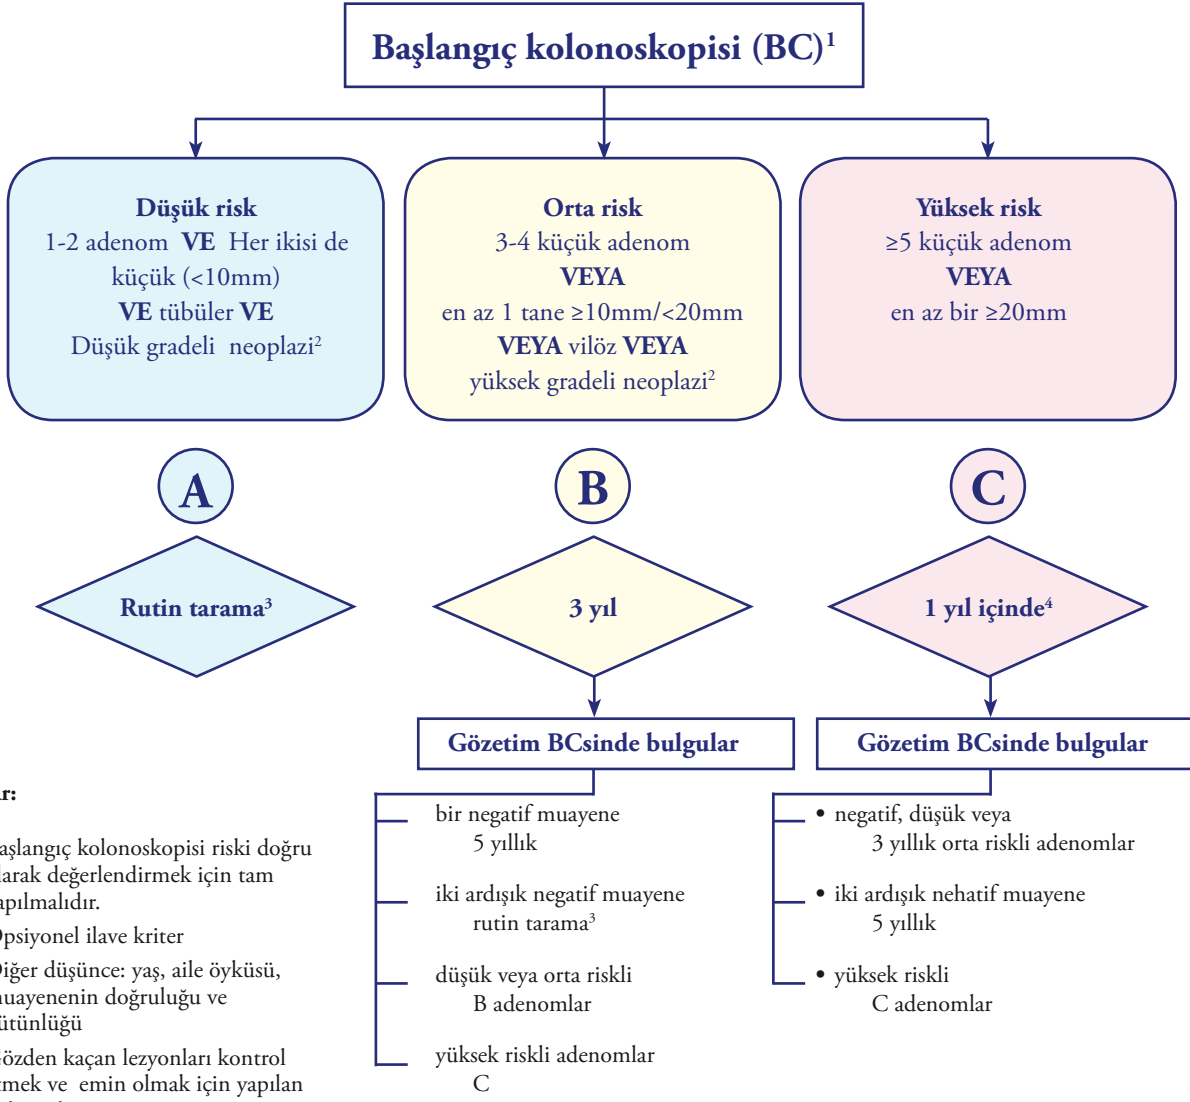 Başlangıç kolonoskopisi (BC)¹
Düşük risk
1-2 adenom VE Her ikisi de
küçük (<10mm)
VE tübüler VE
Düşük gradeli neoplazi²
Orta risk
3-4 küçük adenom
VEYA
en az 1 tane ≥10mm/<20mm
VEYA vilöz VEYA
yüksek gradeli neoplazi²
Yüksek risk
≥5 küçük adenom
VEYA
en az bir ≥20mm
A
B
C
Rutin tarama³
3 yıl
1 yıl içinde⁴
Gözetim BCsinde bulgular
bir negatif muayene
5 yıllık
iki ardışık negatif muayene
rutin tarama³
düşük veya orta riskli
B adenomlar
yüksek riskli adenomlar
C
Gözetim BCsinde bulgular
• negatif, düşük veya
3 yıllık orta riskli adenomlar
• iki ardışık nehatif muayene
5 yıllık
• yüksek riskli
C adenomlar
aşlangıç kolonoskopisi riski doğru
larak değerlendirmek için tam
apılmalıdır.
psiyonel ilave kriter
iğer düşünce: yaş, aile öyküsü,
uayenenin doğruluğu ve
ütünlüğü
özden kaçan lezyonları kontrol
tmek ve emin olmak için yapılan